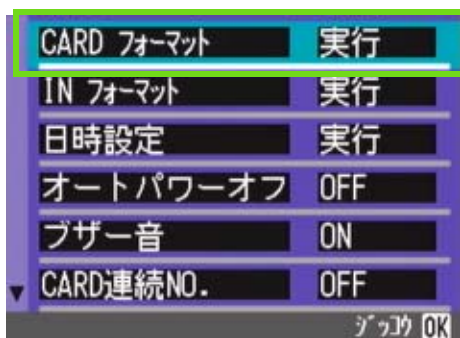 CARD フォーマット 実行
IN フォーマット 実行
日時設定 実行
オートパワーオフ OFF
ブザー音 ON
CARD連続NO. OFF
ジッコウ OK